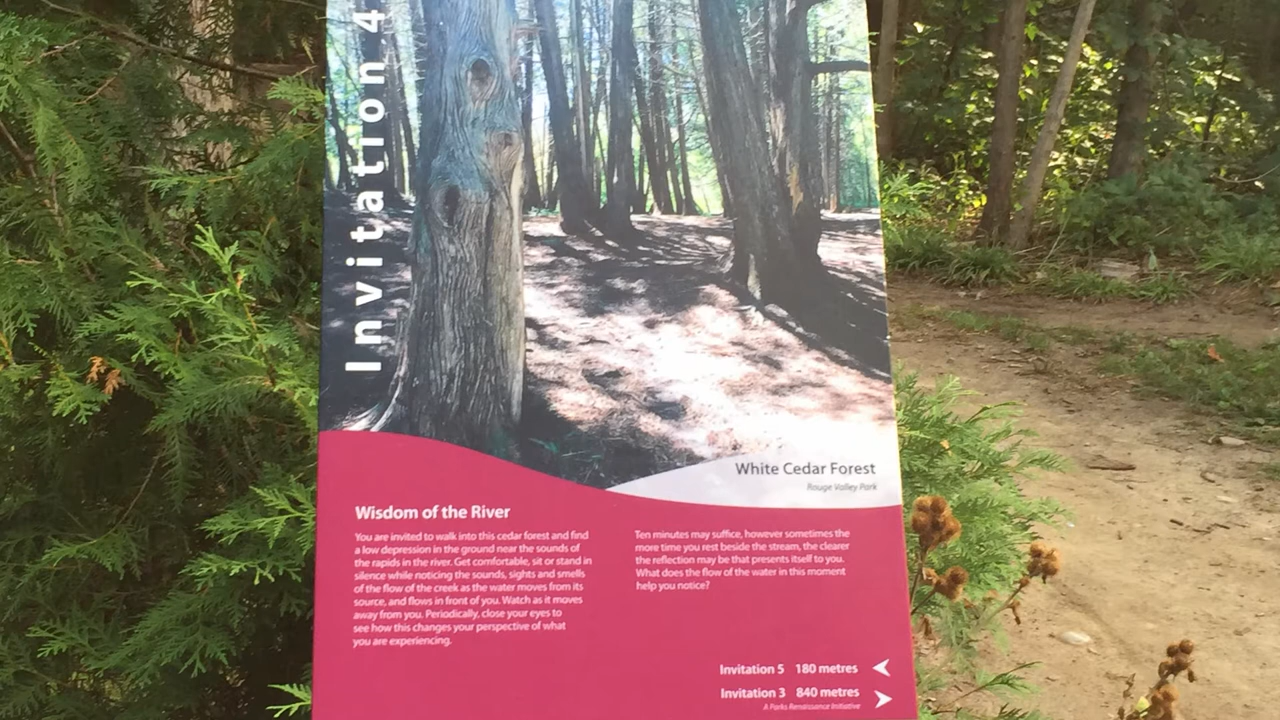 Invitation 4
White Cedar Forest
Rouge Valley Park
Wisdom of the River
You are invited to walk into this cedar forest and find
a low depression in the ground near the sounds of
the rapids in the river. Get comfortable, sit or stand in
silence while noticing the sounds, sights and smells
of the flow of the creek as the water moves from its
source, and flows in front of you. Watch as it moves
away from you. Periodically, close your eyes to
see how this changes your perspective of what
you are experiencing.
Ten minutes may suffice, however sometimes the
more time you rest beside the stream, the clearer
the reflection may be that presents itself to you.
What does the flow of the water in this moment
help you notice?
Invitation 5 180 metres
Invitation 3 840 metres
A Parks Renaissance Initiative